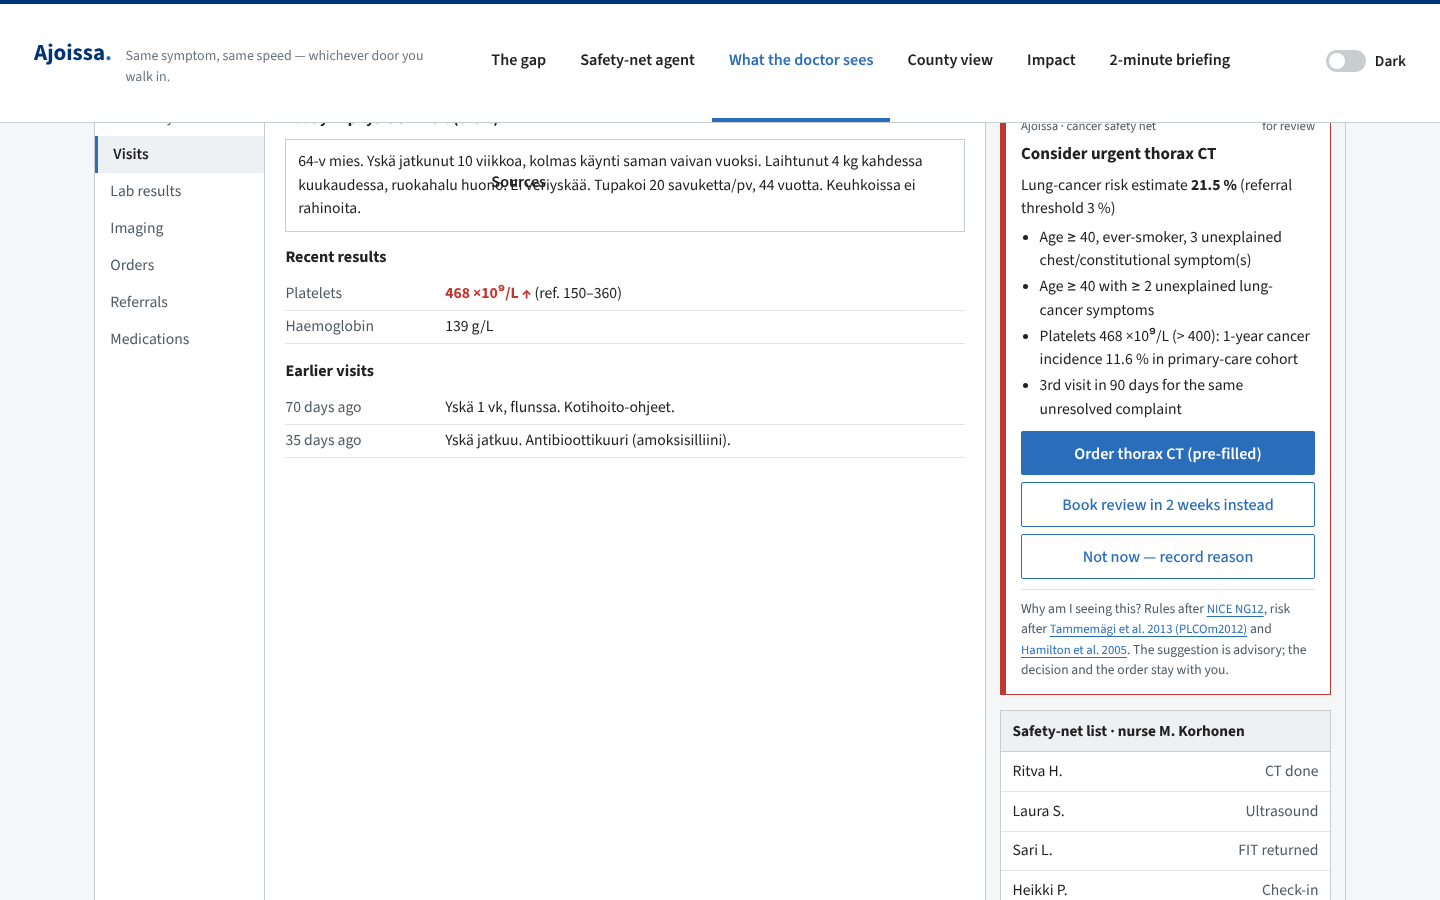 Ajoissa.
Same symptom, same speed — whichever door you
walk in.
The gap
Safety-net agent
What the doctor sees
County view
Impact
2-minute briefing
Dark
Visits
Lab results
Imaging
Orders
Referrals
Medications
64-v mies. Yskä jatkunut 10 viikkoa, kolmas käynti saman vaivan vuoksi. Laihtunut 4 kg kahdessa
kuukaudessa, ruokahalu huono. Ei veriyskää. Tupakoi 20 savuketta/pv, 44 vuotta. Keuhkoissa ei
rahinoita.
Sources
Recent results
Platelets 468 ×10⁹/L ↑ (ref. 150–360)
Haemoglobin 139 g/L
Earlier visits
70 days ago Yskä 1 vk, flunssa. Kotihoito-ohjeet.
35 days ago Yskä jatkuu. Antibioottikuuri (amoksisilliini).
Ajoissa · cancer safety net for review
Consider urgent thorax CT
Lung-cancer risk estimate 21.5 % (referral
threshold 3 %)
• Age ≥ 40, ever-smoker, 3 unexplained
chest/constitutional symptom(s)
• Age ≥ 40 with ≥ 2 unexplained lung-
cancer symptoms
• Platelets 468 ×10⁹/L (> 400): 1-year cancer
incidence 11.6 % in primary-care cohort
• 3rd visit in 90 days for the same
unresolved complaint
Order thorax CT (pre-filled)
Book review in 2 weeks instead
Not now — record reason
Why am I seeing this? Rules after NICE NG12, risk
after Tammemägi et al. 2013 (PLCOm2012) and
Hamilton et al. 2005. The suggestion is advisory; the
decision and the order stay with you.
Safety-net list · nurse M. Korhonen
Ritva H. CT done
Laura S. Ultrasound
Sari L. FIT returned
Heikki P. Check-in